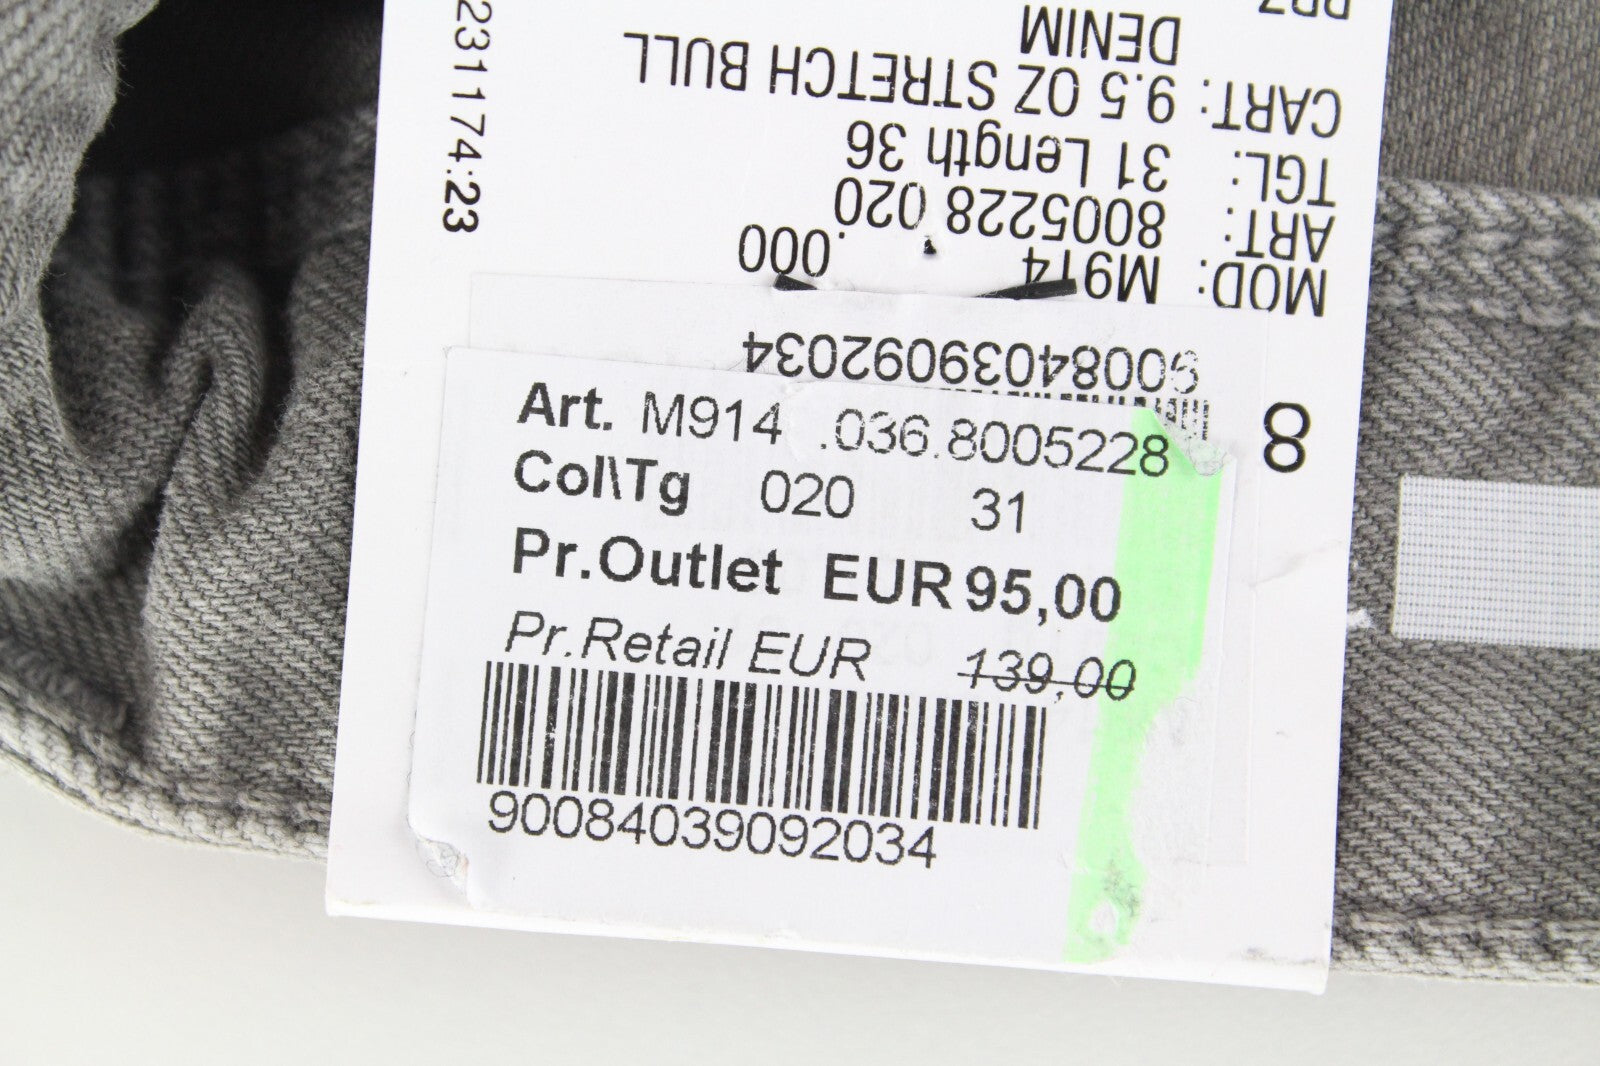 Art. M914 .036.8005228
Col\Tg 020 31
Pr.Outlet EUR 95,00
Pr.Retail EUR 139,00
90084039092034
90084039092034
8
MOD: M914 .000
ART: 8005228 020
TGL: 31 Length 36
CART: 9.5 OZ STRETCH BULL
DENIM
231174:23